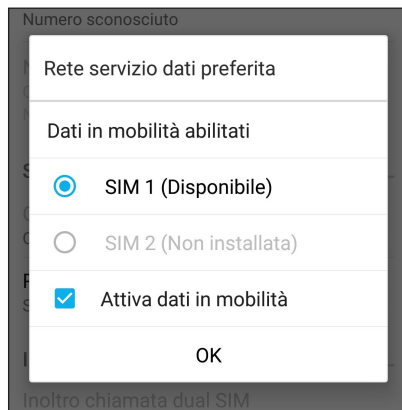 Numero sconosciuto
Rete servizio dati preferita
Dati in mobilità abilitati
SIM 1 (Disponibile)
SIM 2 (Non installata)
Attiva dati in mobilità
OK
Inoltro chiamata dual SIM